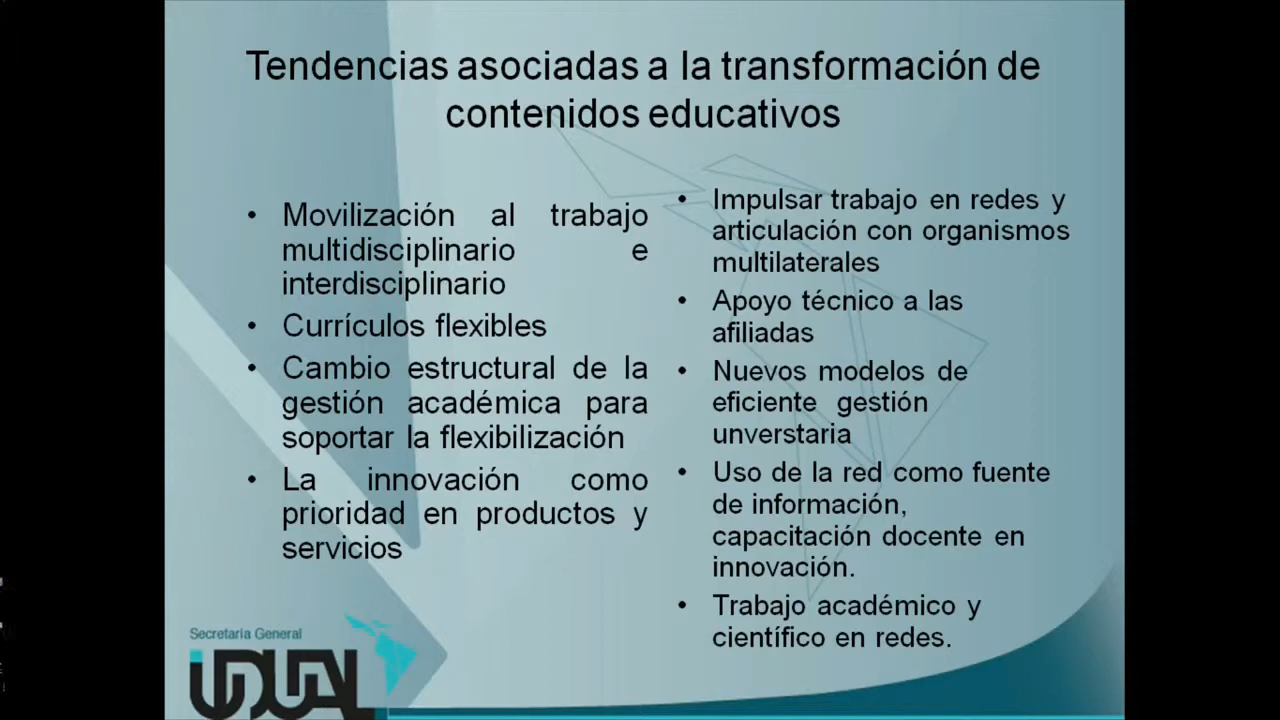 Tendencias asociadas a la transformación de
contenidos educativos
• Movilización al trabajo
multidisciplinario e
interdisciplinario
• Currículos flexibles
• Cambio estructural de la
gestión académica para
soportar la flexibilización
• La innovación como
prioridad en productos y
servicios
• Impulsar trabajo en redes y
articulación con organismos
multilaterales
• Apoyo técnico a las
afiliadas
• Nuevos modelos de
eficiente gestión
unverstaria
• Uso de la red como fuente
de información,
capacitación docente en
innovación.
• Trabajo académico y
científico en redes.
Secretaría General
UDUAL